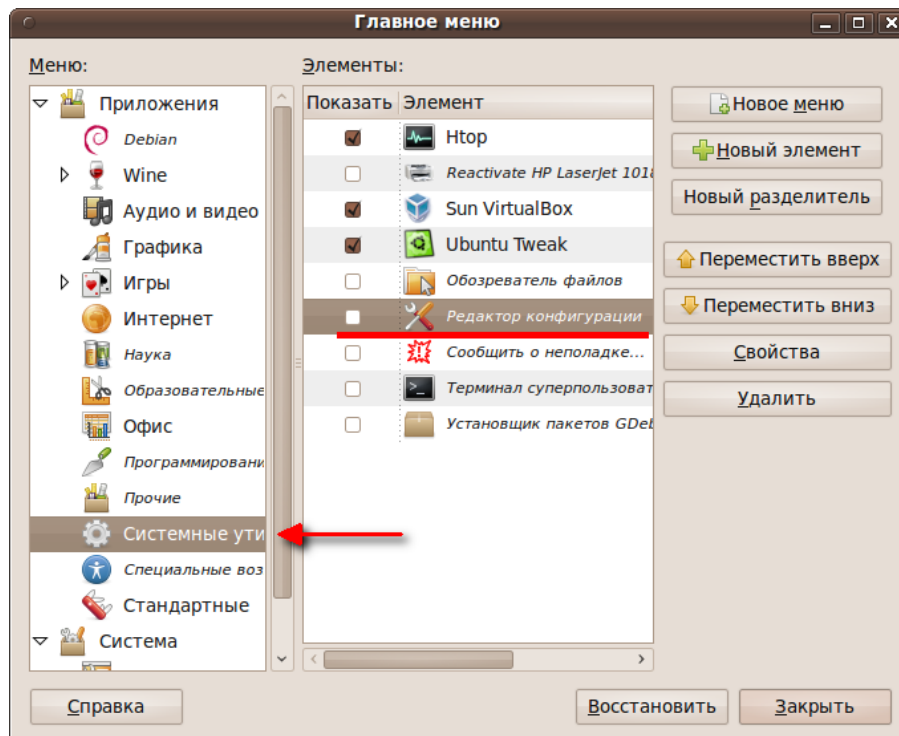 Главное меню
Меню:
Приложения
Debian
Wine
Аудио и видео
Графика
Игры
Интернет
Наука
Образовательные
Офис
Прочие
Системные ути
Специальные воз
Стандартные
Система
Элементы:
Показать Элемент
Htop
Reactivate HP LaserJet 1018
Sun VirtualBox
Ubuntu Tweak
Обозреватель файлов
Редактор конфигурации
Сообщить о неполадке...
Терминал суперпользоват
Установщик пакетов GDeb
Новое меню
Новый элемент
Новый разделитель
Переместить вверх
Переместить вниз
Свойства
Удалить
Справка
Восстановить
Закрыть